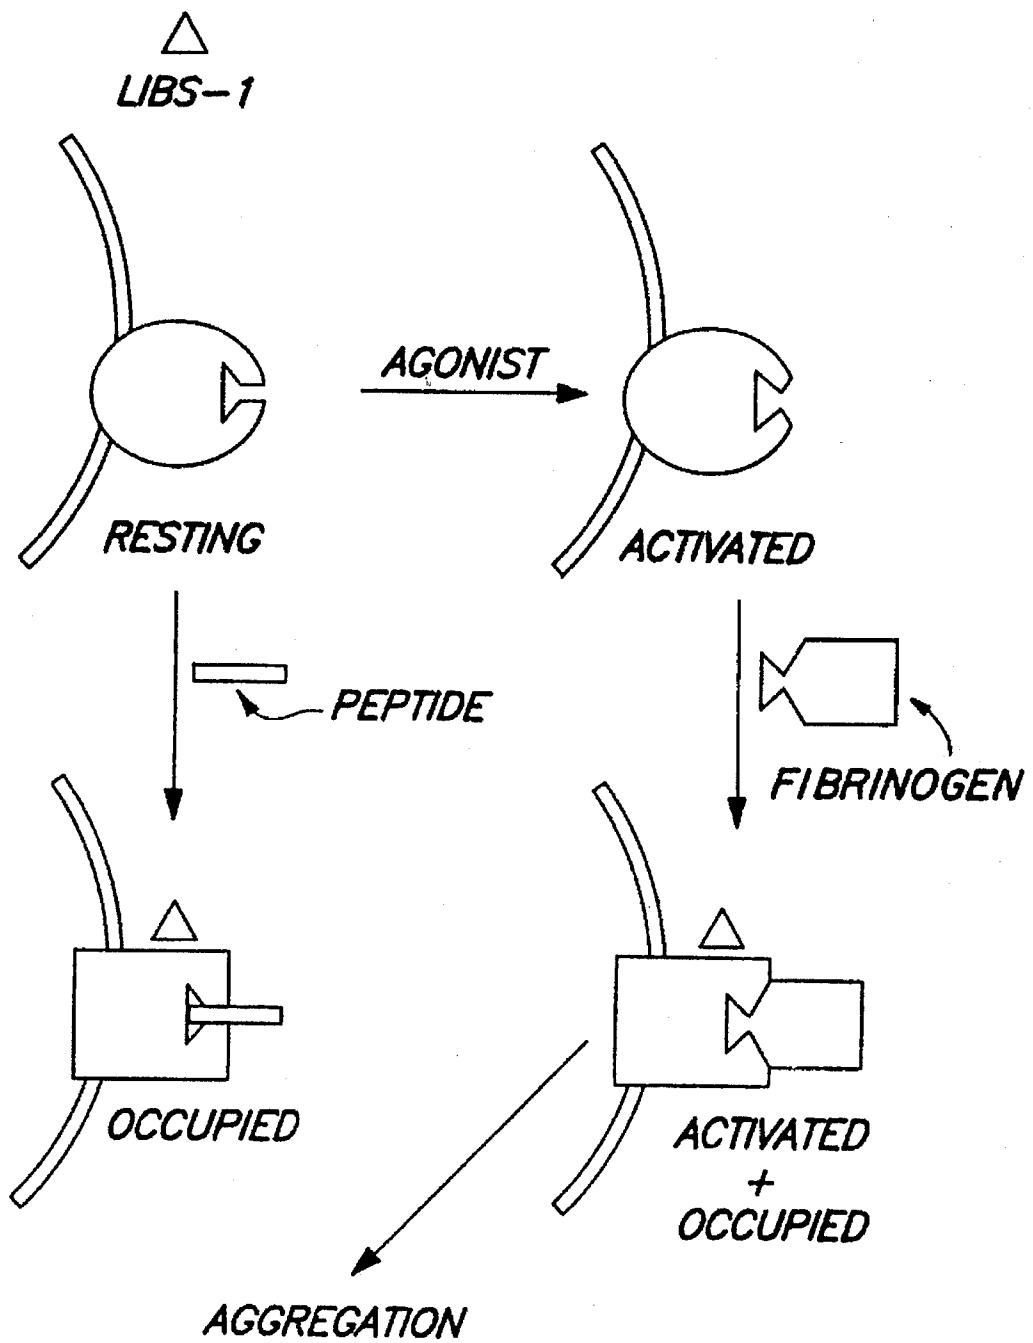 LIBS-1
AGONIST
RESTING
ACTIVATED
PEPTIDE
FIBRINOGEN
OCCUPIED
ACTIVATED
+
OCCUPIED
AGGREGATION